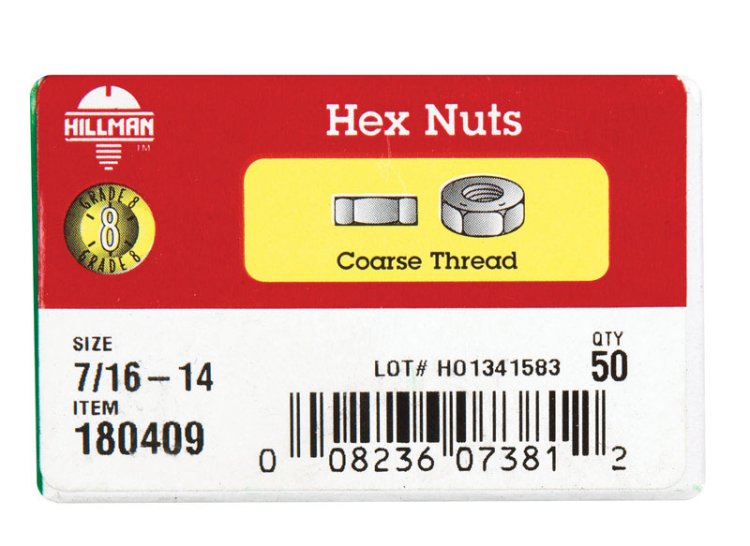 HILLMAN
TM
Hex Nuts
GRADE 8
8
GRADE 8
Coarse Thread
SIZE
7/16 – 14
LOT# HO1341583
QTY
50
ITEM
180409
0 08236 07381 2